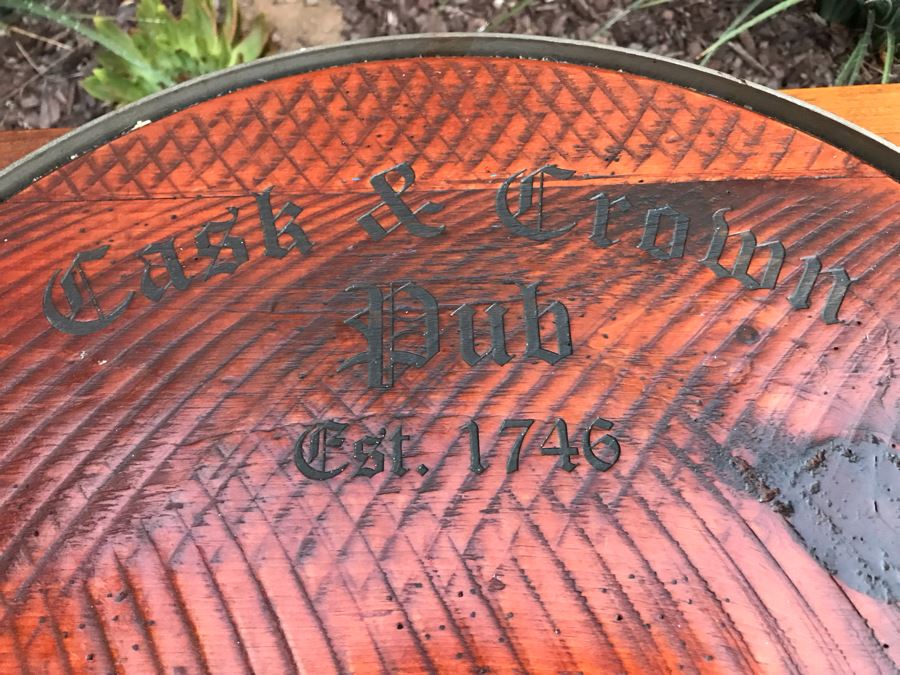 Cask & Crown
Pub
Est. 1746